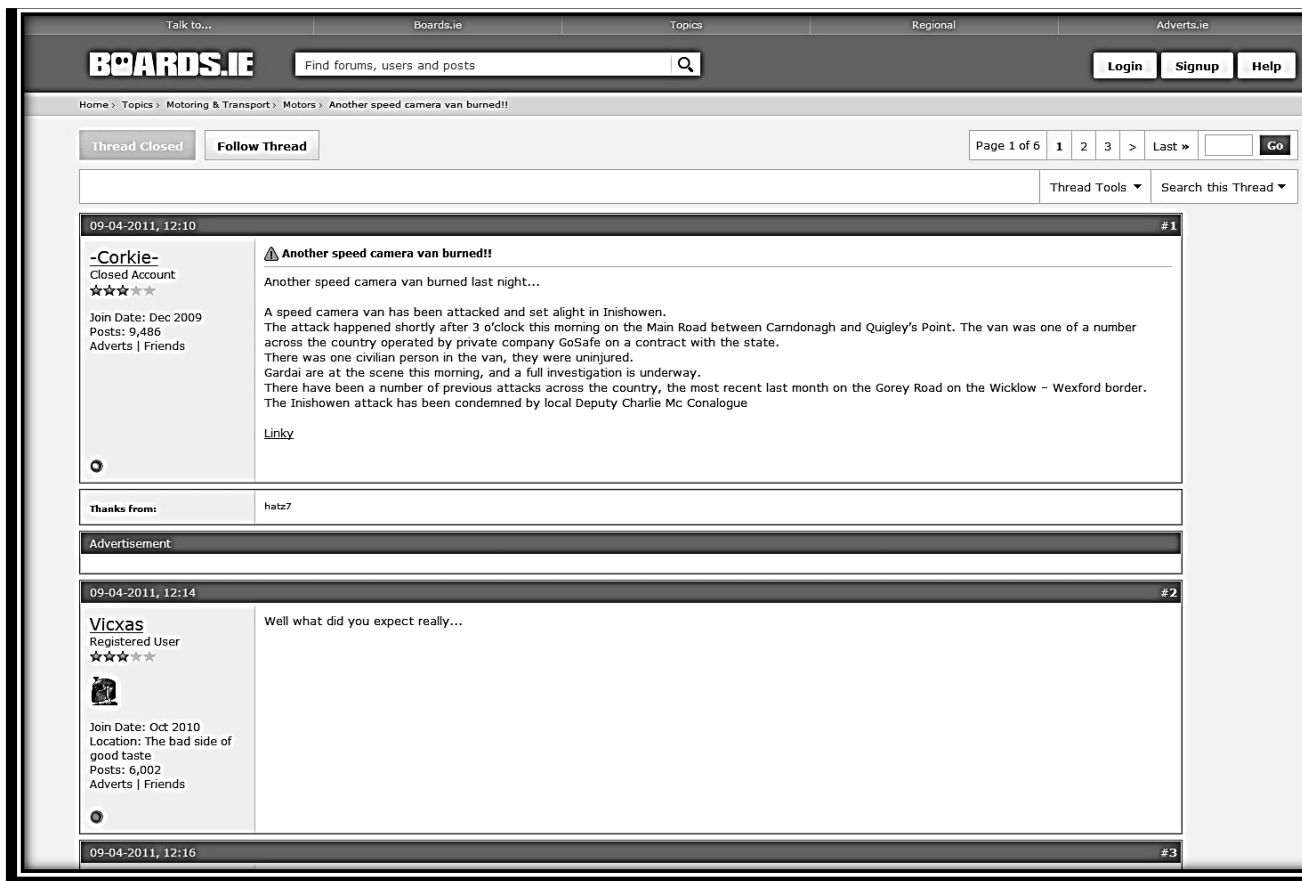 Talk to... Boards.ie Topics Regional Adverts.ie
BOARDS.IE Find forums, users and posts Login Signup Help
Home › Topics › Motoring & Transport › Motors › Another speed camera van burned!!
Thread Closed Follow Thread Page 1 of 6 1 2 3 > Last » Go
Thread Tools ▼ Search this Thread ▼
09-04-2011, 12:10 #1
-Corkie-
Closed Account
Join Date: Dec 2009
Posts: 9,486
Adverts | Friends
Another speed camera van burned!!
Another speed camera van burned last night...
A speed camera van has been attacked and set alight in Inishowen.
The attack happened shortly after 3 o’clock this morning on the Main Road between Carndonagh and Quigley’s Point. The van was one of a number
across the country operated by private company GoSafe on a contract with the state.
There was one civilian person in the van, they were uninjured.
Gardai are at the scene this morning, and a full investigation is underway.
There have been a number of previous attacks across the country, the most recent last month on the Gorey Road on the Wicklow – Wexford border.
The Inishowen attack has been condemned by local Deputy Charlie Mc Conalogue
Linky
Thanks from: hatz7
Advertisement
09-04-2011, 12:14 #2
Vicxas
Registered User
Join Date: Oct 2010
Location: The bad side of
good taste
Posts: 6,002
Adverts | Friends
Well what did you expect really...
09-04-2011, 12:16 #3